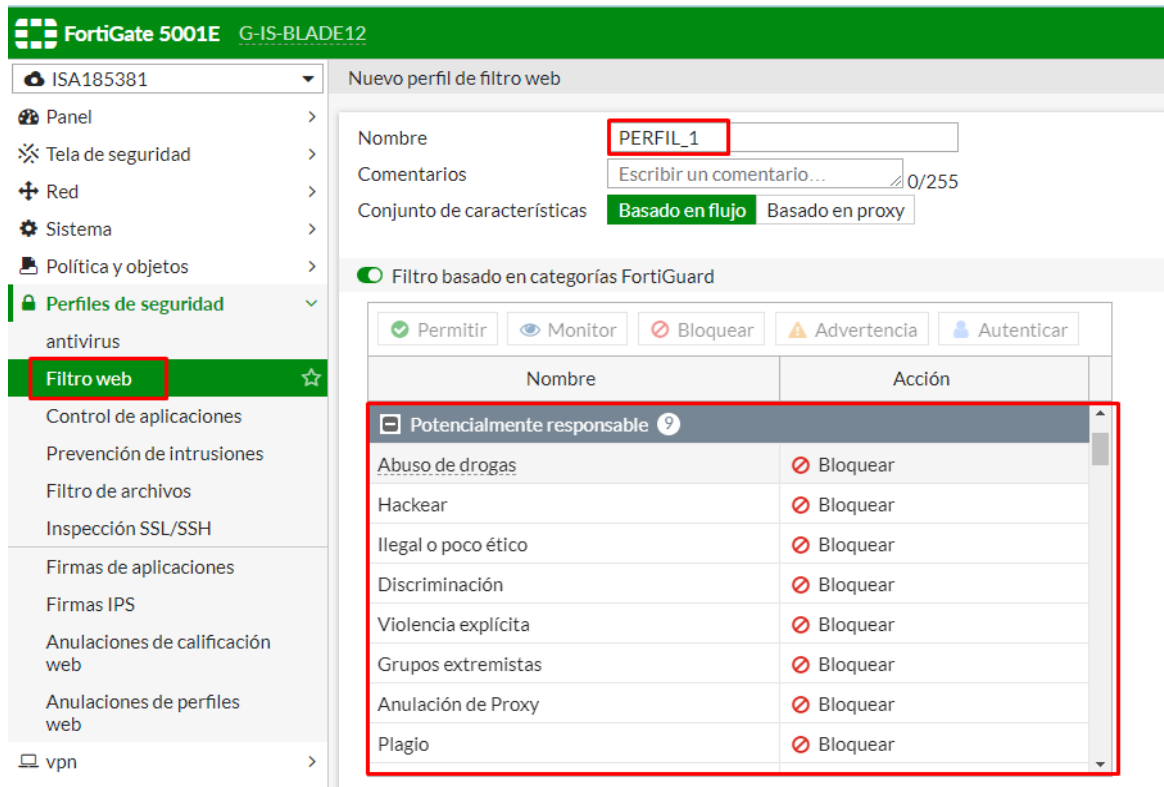 FortiGate 5001E G-IS-BLADE12
ISA185381
Nuevo perfil de filtro web
Panel
Tela de seguridad
Red
Sistema
Política y objetos
Perfiles de seguridad
antivirus
Filtro web
Control de aplicaciones
Prevención de intrusiones
Filtro de archivos
Inspección SSL/SSH
Firmas de aplicaciones
Firmas IPS
Anulaciones de calificación
web
Anulaciones de perfiles
web
vpn
Nombre PERFIL_1
Comentarios Escribir un comentario... 0/255
Conjunto de características Basado en flujo Basado en proxy
Filtro basado en categorías FortiGuard
Permitir Monitor Bloquear Advertencia Autenticar
Nombre Acción
Potencialmente responsable 9
Abuso de drogas Bloquear
Hackear Bloquear
Ilegal o poco ético Bloquear
Discriminación Bloquear
Violencia explícita Bloquear
Grupos extremistas Bloquear
Anulación de Proxy Bloquear
Plagio Bloquear